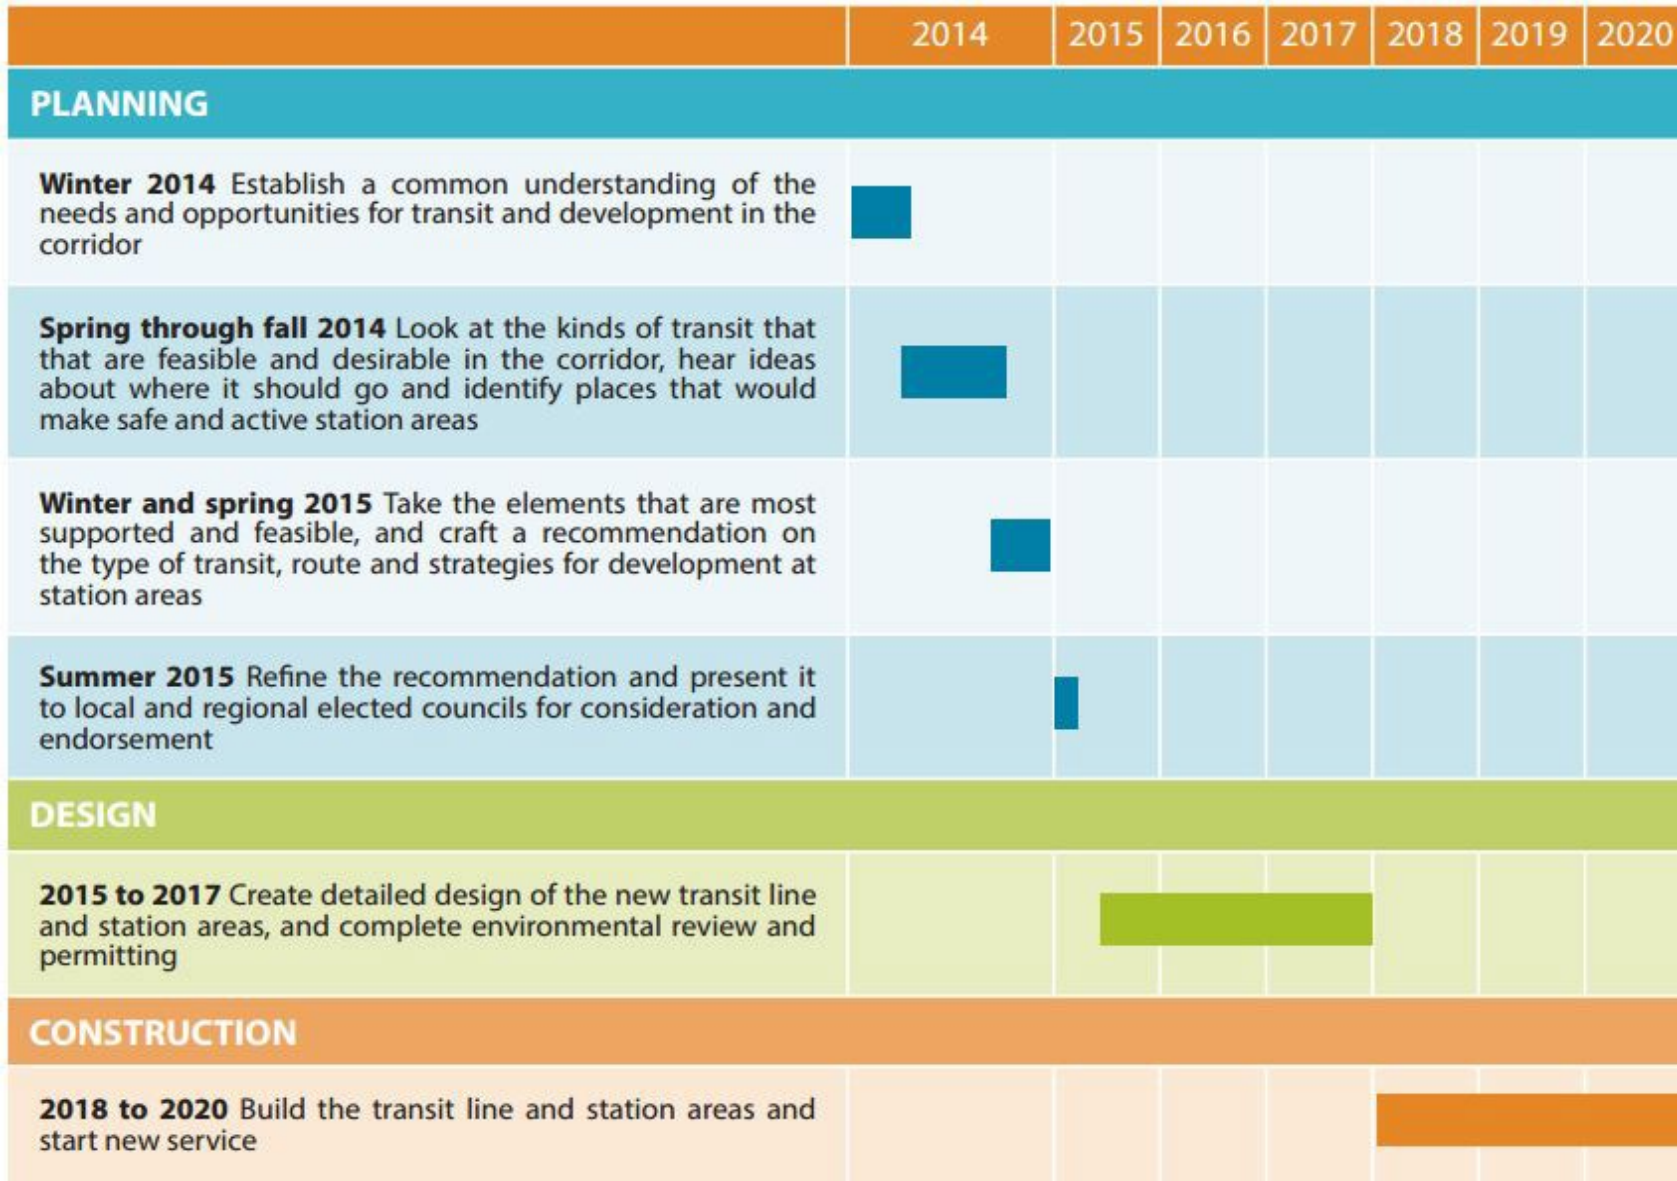 2014 2015 2016 2017 2018 2019 2020
PLANNING
Winter 2014 Establish a common understanding of the
needs and opportunities for transit and development in the
corridor
Spring through fall 2014 Look at the kinds of transit that
that are feasible and desirable in the corridor, hear ideas
about where it should go and identify places that would
make safe and active station areas
Winter and spring 2015 Take the elements that are most
supported and feasible, and craft a recommendation on
the type of transit, route and strategies for development at
station areas
Summer 2015 Refine the recommendation and present it
to local and regional elected councils for consideration and
endorsement
DESIGN
2015 to 2017 Create detailed design of the new transit line
and station areas, and complete environmental review and
permitting
CONSTRUCTION
2018 to 2020 Build the transit line and station areas and
start new service